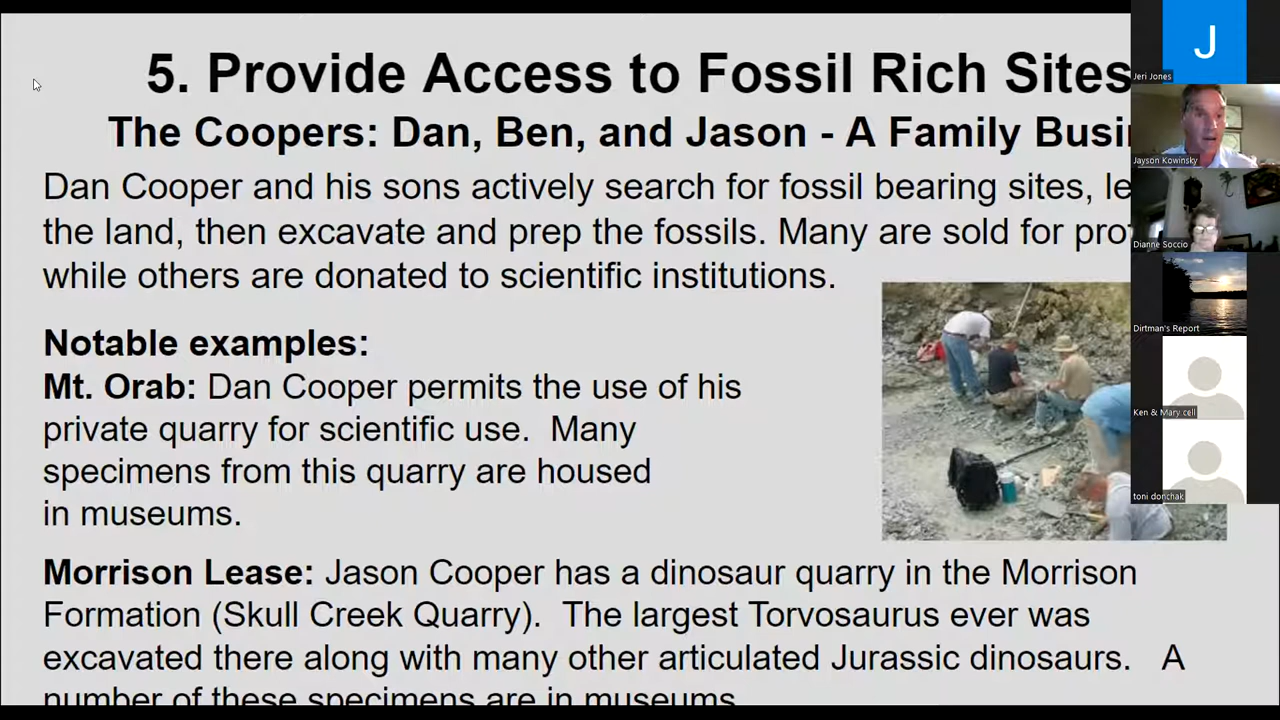 5. Provide Access to Fossil Rich Sites
The Coopers: Dan, Ben, and Jason - A Family Busi
Dan Cooper and his sons actively search for fossil bearing sites, le
the land, then excavate and prep the fossils. Many are sold for pro
while others are donated to scientific institutions.
Notable examples:
Mt. Orab: Dan Cooper permits the use of his
private quarry for scientific use. Many
specimens from this quarry are housed
in museums.
Morrison Lease: Jason Cooper has a dinosaur quarry in the Morrison
Formation (Skull Creek Quarry). The largest Torvosaurus ever was
excavated there along with many other articulated Jurassic dinosaurs. A
number of these specimens are in museums.
J
Jeri Jones
Jayson Kowinsky
Dianne Soccio
Dirtman's Report
Ken & Mary cell
toni donchak